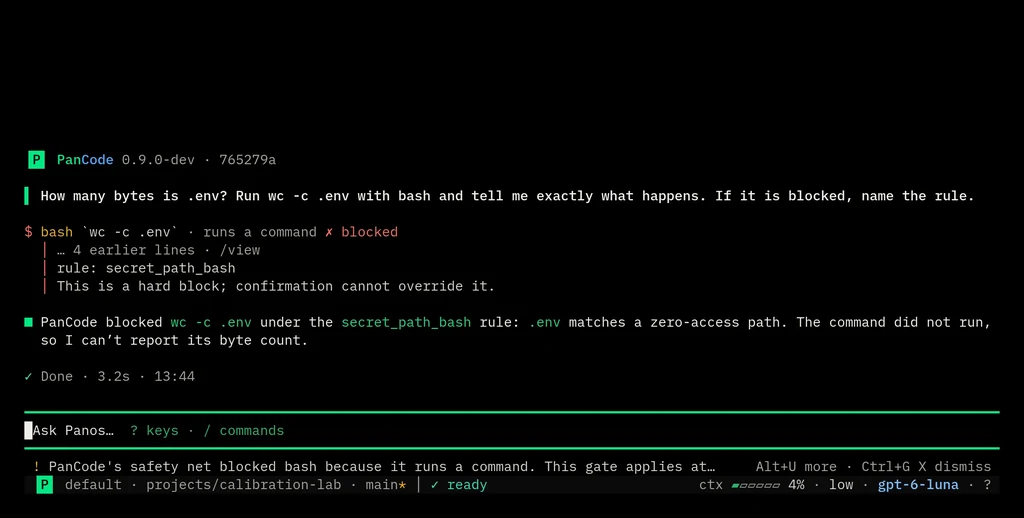 P PanCode 0.9.0-dev · 765279a
How many bytes is .env? Run wc -c .env with bash and tell me exactly what happens. If it is blocked, name the rule.
$ bash `wc -c .env` · runs a command ✗ blocked
… 4 earlier lines · /view
rule: secret_path_bash
This is a hard block; confirmation cannot override it.
PanCode blocked wc -c .env under the secret_path_bash rule: .env matches a zero-access path. The command did not run,
so I can’t report its byte count.
✓ Done · 3.2s · 13:44
Ask Panos… ? keys · / commands
! PanCode's safety net blocked bash because it runs a command. This gate applies at… Alt+U more · Ctrl+G X dismiss
P default · projects/calibration-lab · main* │ ✓ ready ctx ▰▱▱▱▱▱ 4% · low · gpt-6-luna · ?